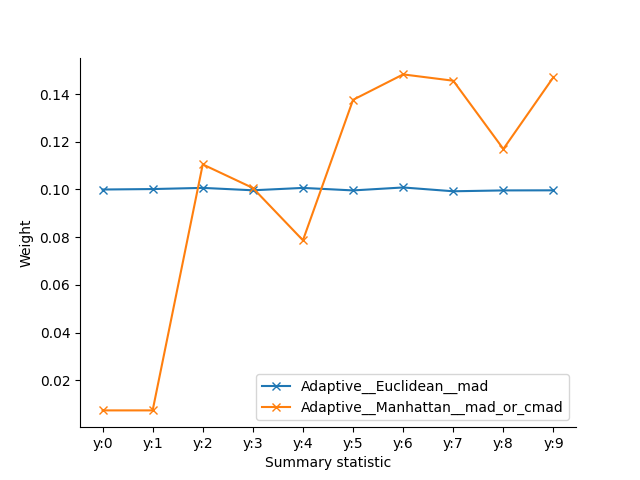 0.14
0.12
0.10
0.08
0.06
0.04
0.02
Weight
Adaptive__Euclidean__mad
Adaptive__Manhattan__mad_or_cmad
y:0 y:1 y:2 y:3 y:4 y:5 y:6 y:7 y:8 y:9
Summary statistic